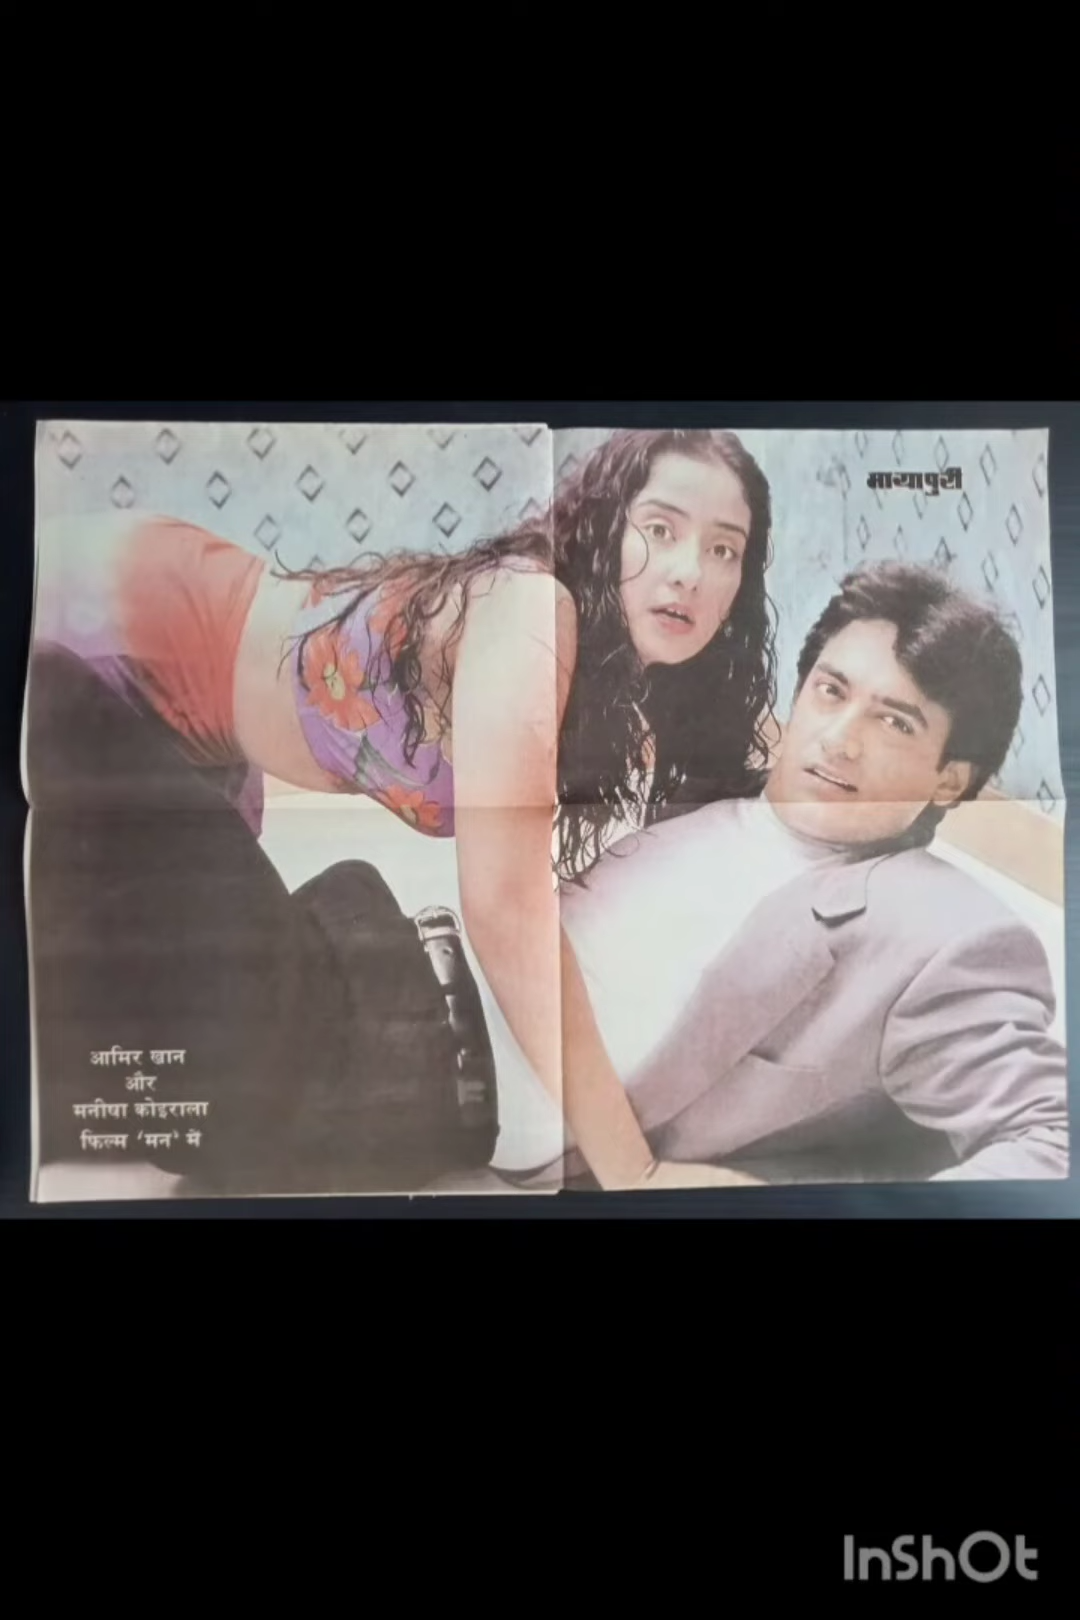 मायापुरी
आमिर खान
और
मनीषा कोइराला
फिल्म ‘मन’ में
InShOt